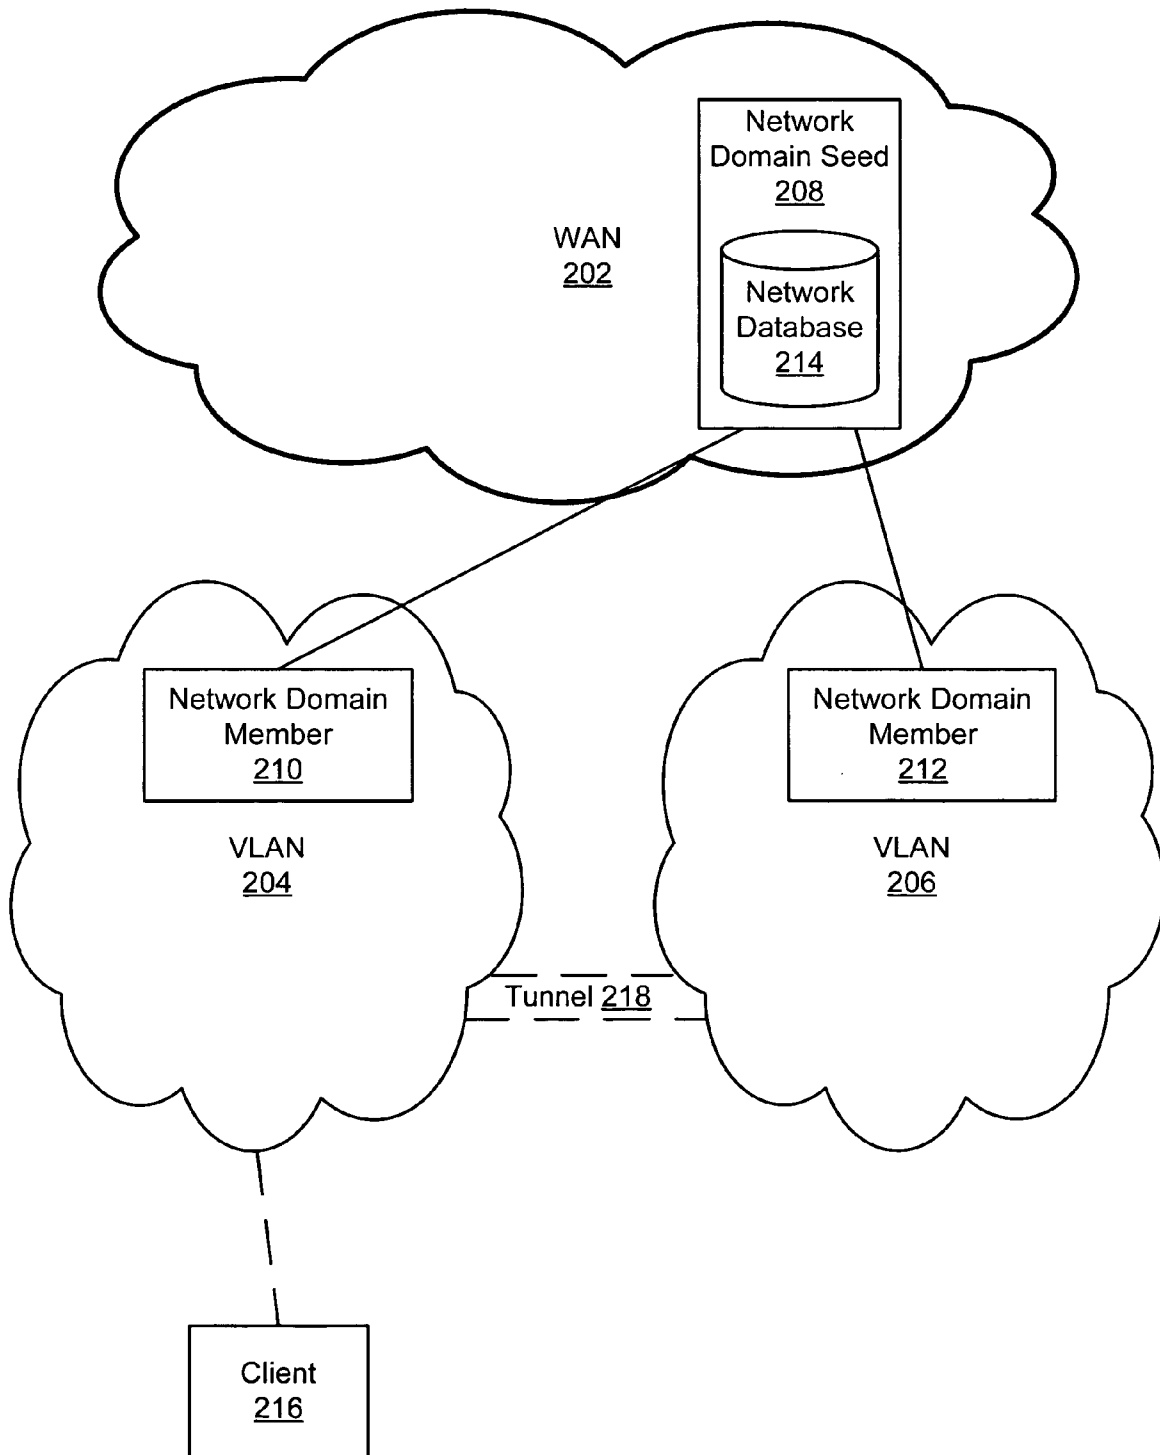 Network
Domain Seed
208
WAN
202
Network
Database
214
Network Domain
Member
210
Network Domain
Member
212
VLAN
204
VLAN
206
Tunnel 218
Client
216